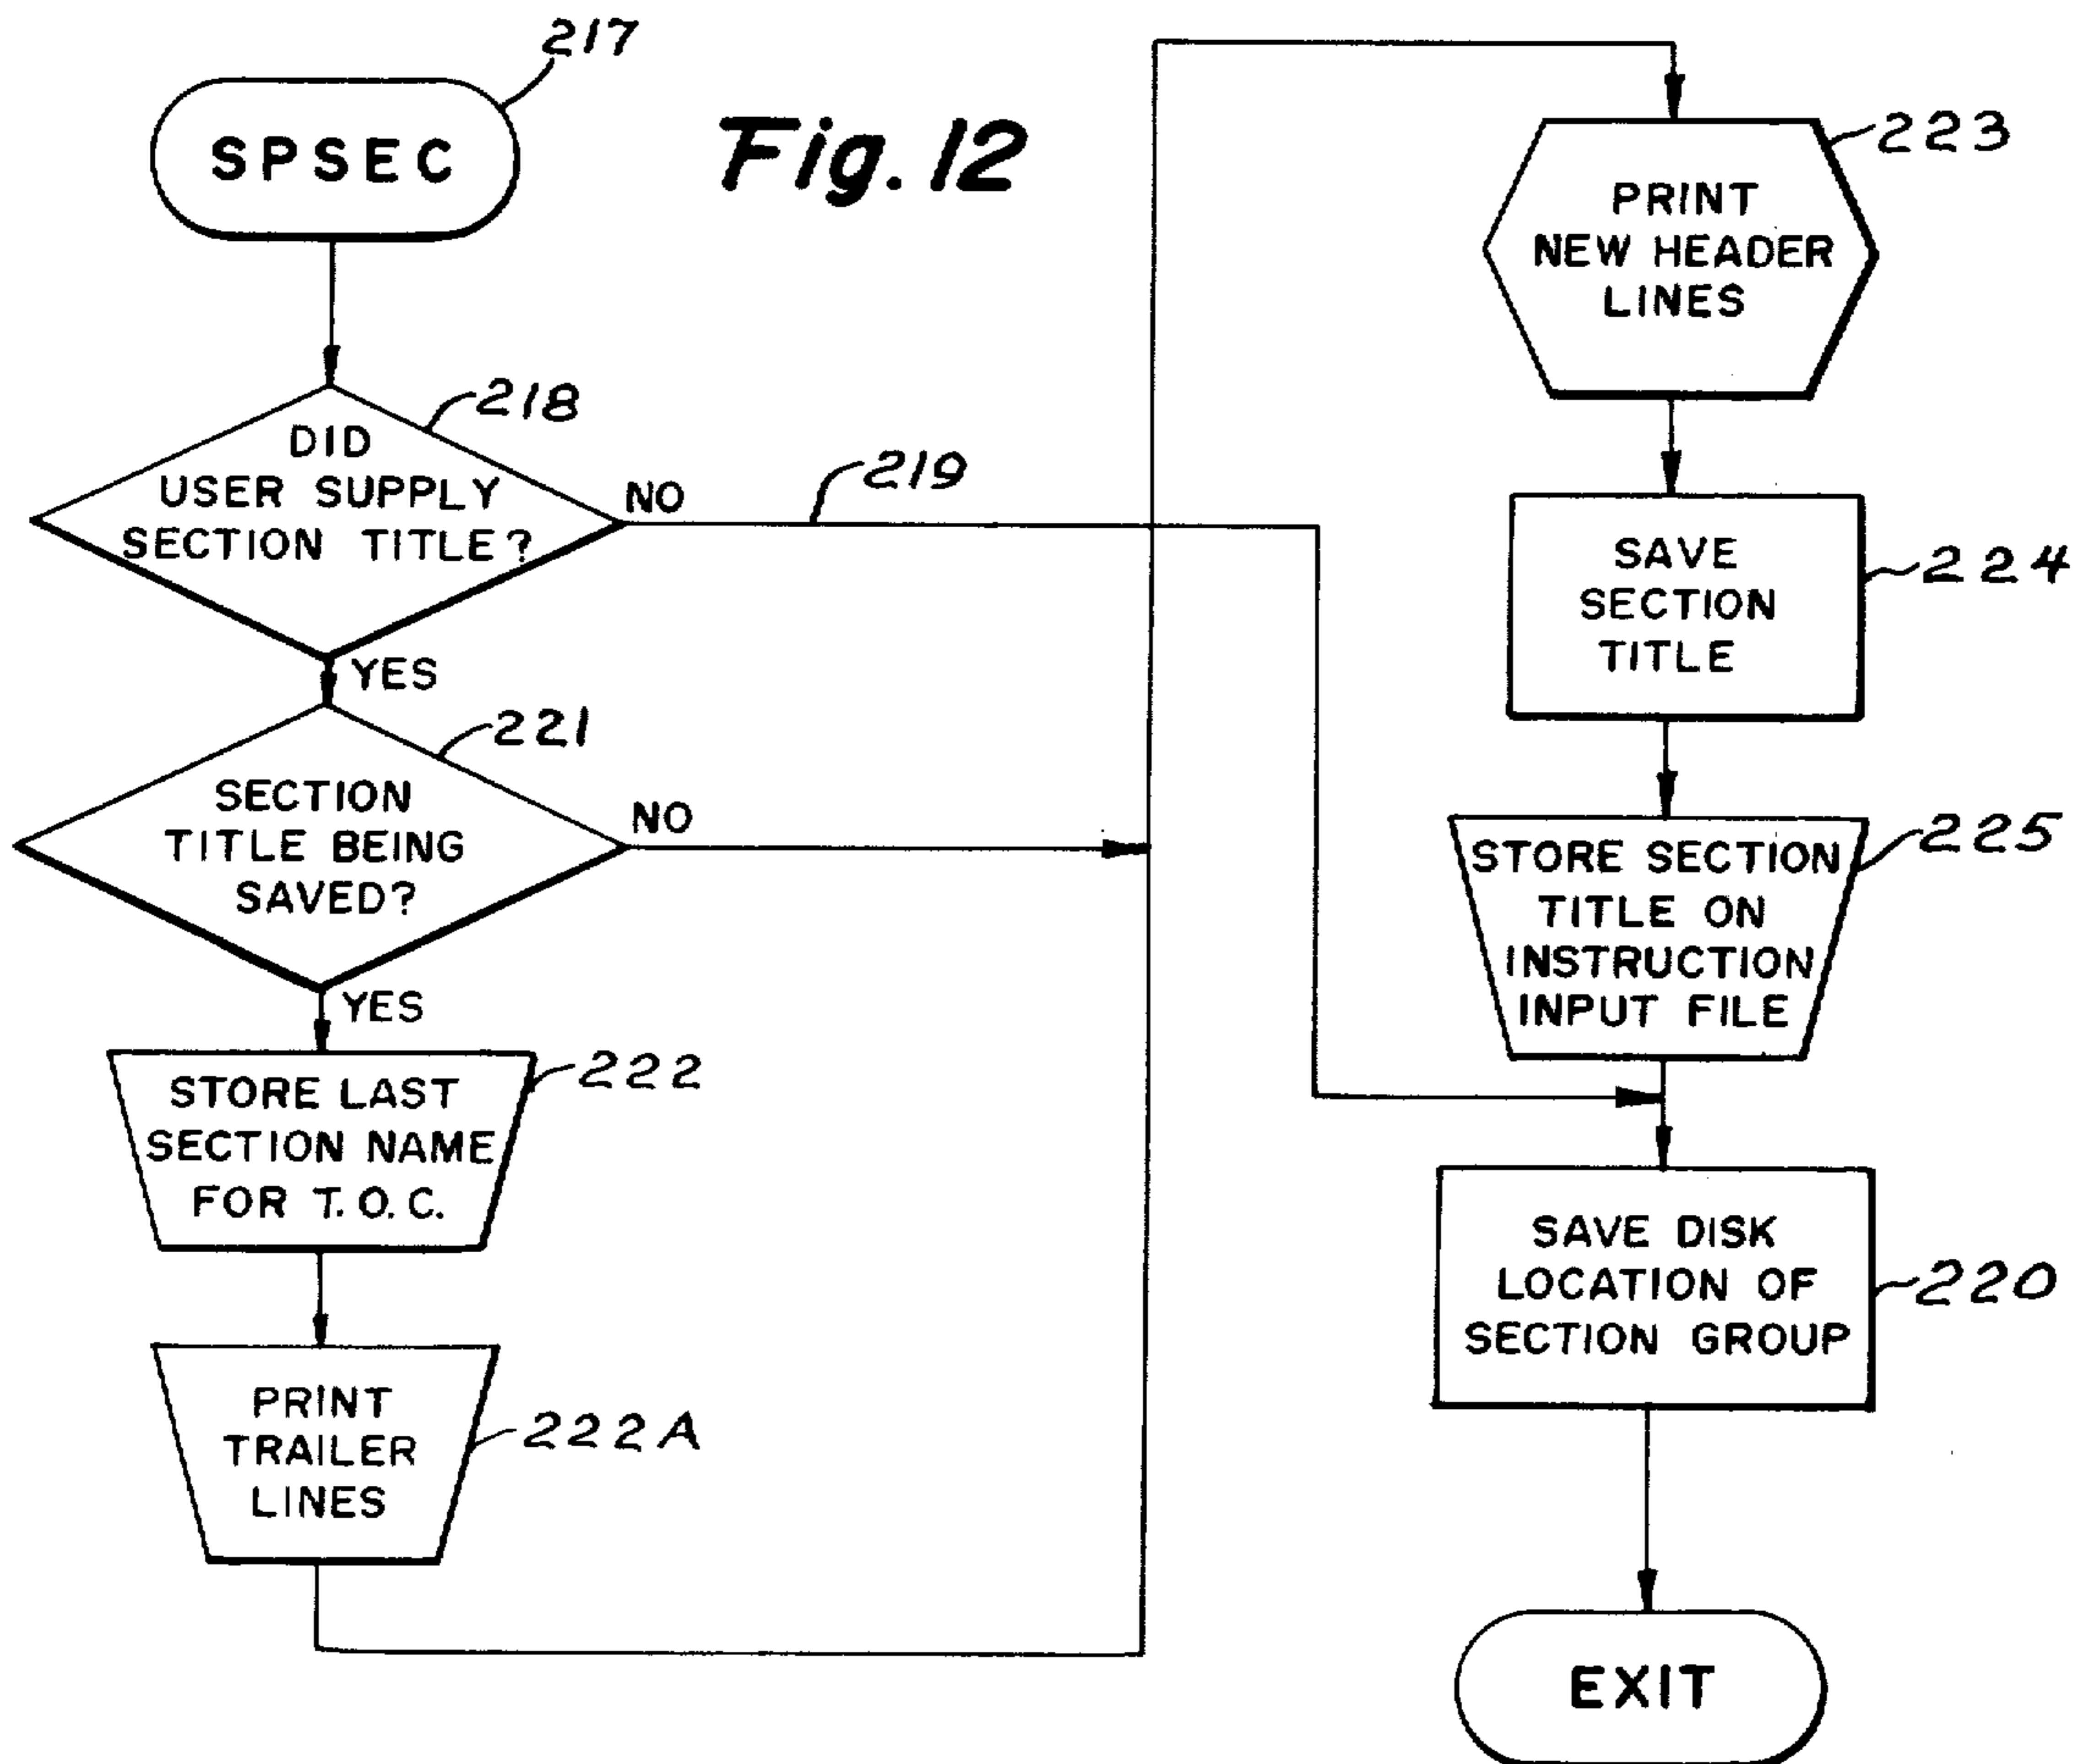 217
SPSEC
Fig. 12
218
DID
USER SUPPLY
SECTION TITLE?
NO
219
YES
221
SECTION
TITLE BEING
SAVED?
NO
YES
222
STORE LAST
SECTION NAME
FOR T.O.C.
222A
PRINT
TRAILER
LINES
223
PRINT
NEW HEADER
LINES
224
SAVE
SECTION
TITLE
225
STORE SECTION
TITLE ON
INSTRUCTION
INPUT FILE
220
SAVE DISK
LOCATION OF
SECTION GROUP
EXIT